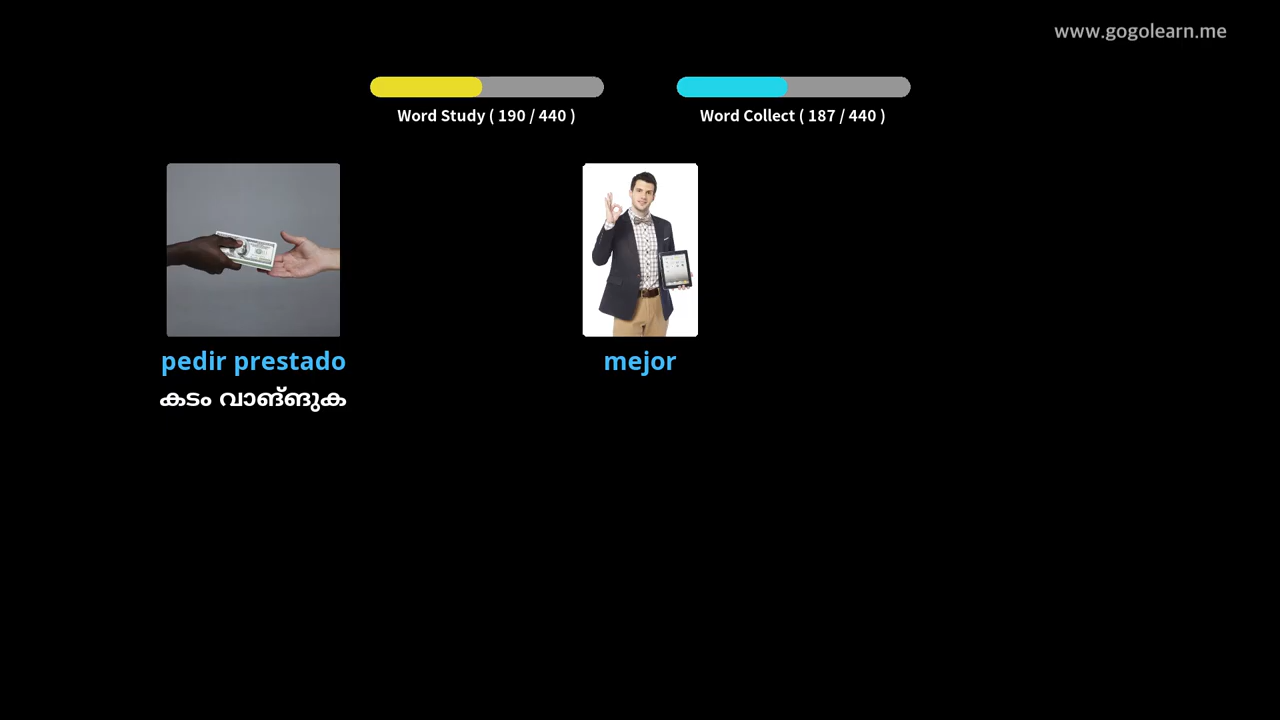 www.gogolearn.me
Word Study ( 190 / 440 )
Word Collect ( 187 / 440 )
pedir prestado
mejor
കടം വാങ്ങുക